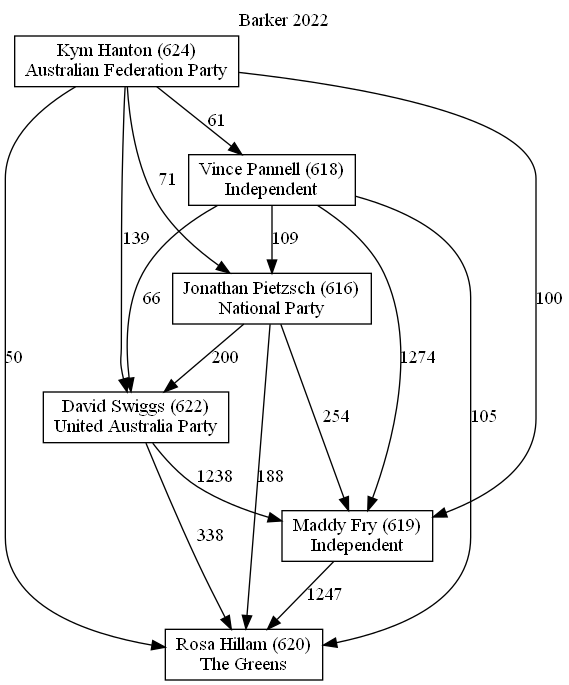 Barker 2022
Kym Hanton (624)
Australian Federation Party
61
Vince Pannell (618)
Independent
71
139
66
109
Jonathan Pietzsch (616)
National Party
100
50
200
1274
David Swiggs (622)
United Australia Party
254
105
1238
188
338
Maddy Fry (619)
Independent
1247
Rosa Hillam (620)
The Greens